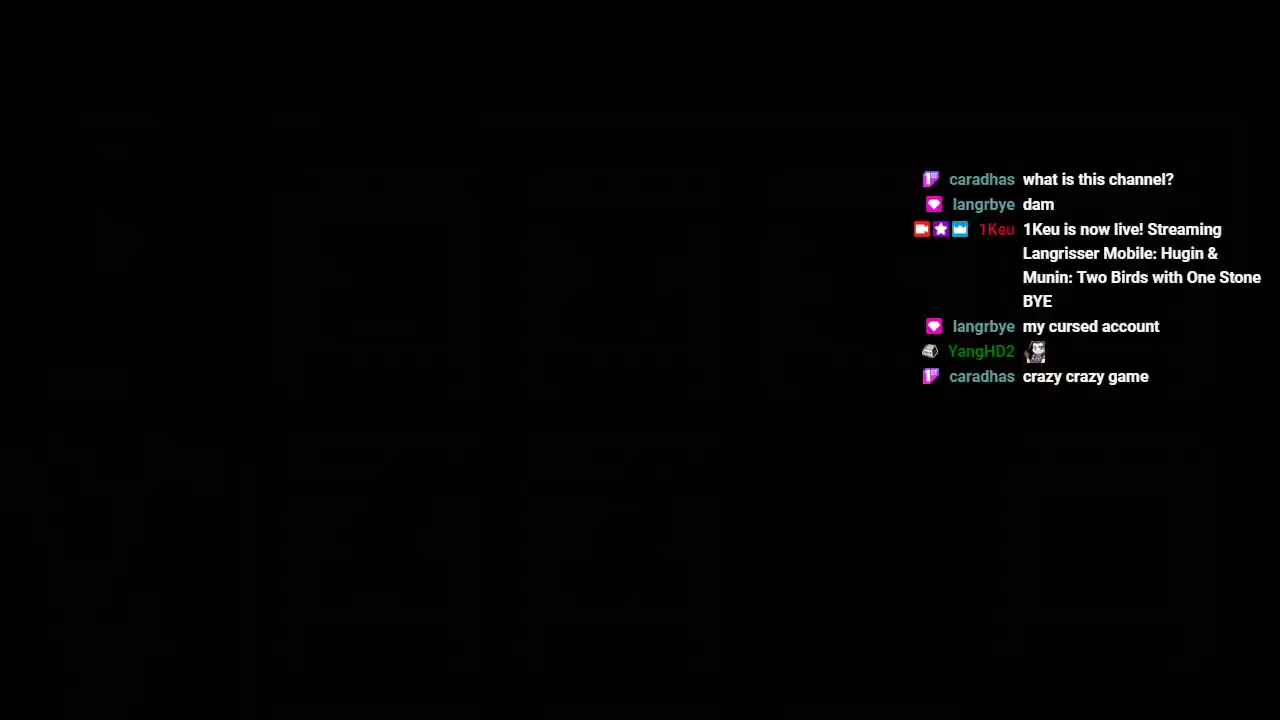 caradhas what is this channel?
langrbye dam
1Keu 1Keu is now live! Streaming
Langrisser Mobile: Hugin &
Munin: Two Birds with One Stone
BYE
langrbye my cursed account
YangHD2
caradhas crazy crazy game